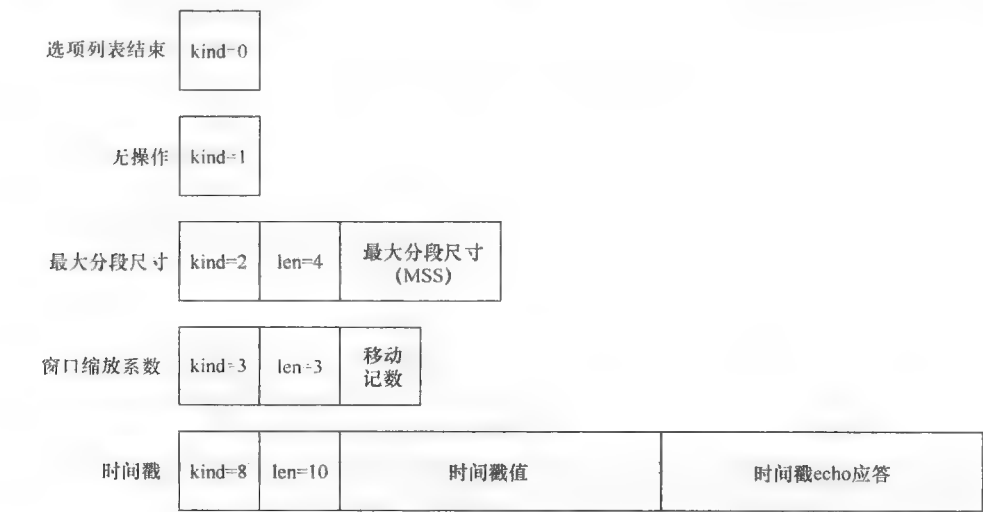 选项列表结束 kind=0
无操作 kind=1
最大分段尺寸 kind=2 len=4 最大分段尺寸
(MSS)
窗口缩放系数 kind=3 len=3 移动
记数
时间戳 kind=8 len=10 时间戳值 时间戳echo应答